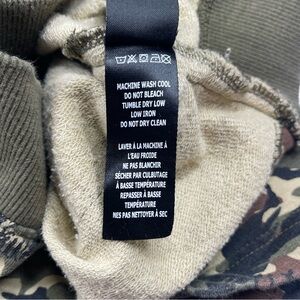 MACHINE WASH COOL
DO NOT BLEACH
TUMBLE DRY LOW
LOW IRON
DO NOT DRY CLEAN
LAVER À LA MACHINE À
L'EAU FROIDE
NE PAS BLANCHIR
SÉCHER PAR CULBUTAGE
À BASSE TEMPÉRATURE
REPASSER À BASSE
TEMPÉRATURE
NES PAS NETTOYER À SEC